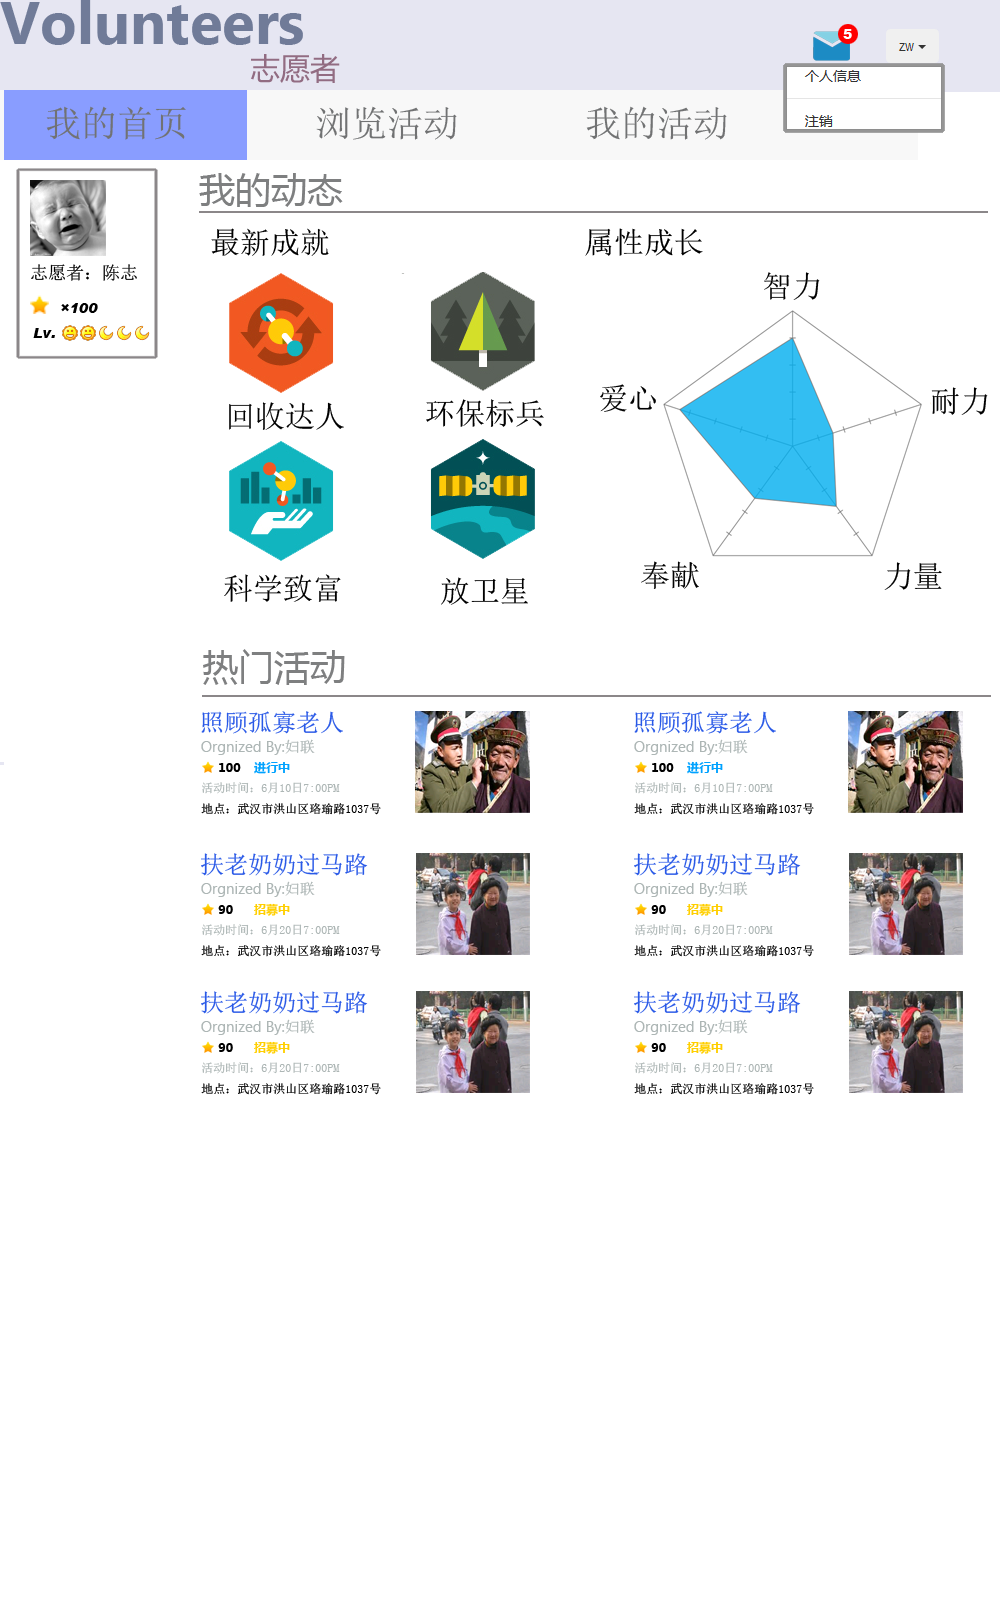 Volunteers
志愿者
5
ZW
个人信息
注销
我的首页
浏览活动
我的活动
志愿者：陈志
×100
Lv.
我的动态
最新成就
属性成长
回收达人
环保标兵
科学致富
放卫星
智力
爱心
耐力
奉献
力量
热门活动
照顾孤寡老人
Orgnized By:妇联
100 进行中
活动时间：6月10日7:00PM
地点：武汉市洪山区珞瑜路1037号
照顾孤寡老人
Orgnized By:妇联
100 进行中
活动时间：6月10日7:00PM
地点：武汉市洪山区珞瑜路1037号
扶老奶奶过马路
Orgnized By:妇联
90 招募中
活动时间：6月20日7:00PM
地点：武汉市洪山区珞瑜路1037号
扶老奶奶过马路
Orgnized By:妇联
90 招募中
活动时间：6月20日7:00PM
地点：武汉市洪山区珞瑜路1037号
扶老奶奶过马路
Orgnized By:妇联
90 招募中
活动时间：6月20日7:00PM
地点：武汉市洪山区珞瑜路1037号
扶老奶奶过马路
Orgnized By:妇联
90 招募中
活动时间：6月20日7:00PM
地点：武汉市洪山区珞瑜路1037号